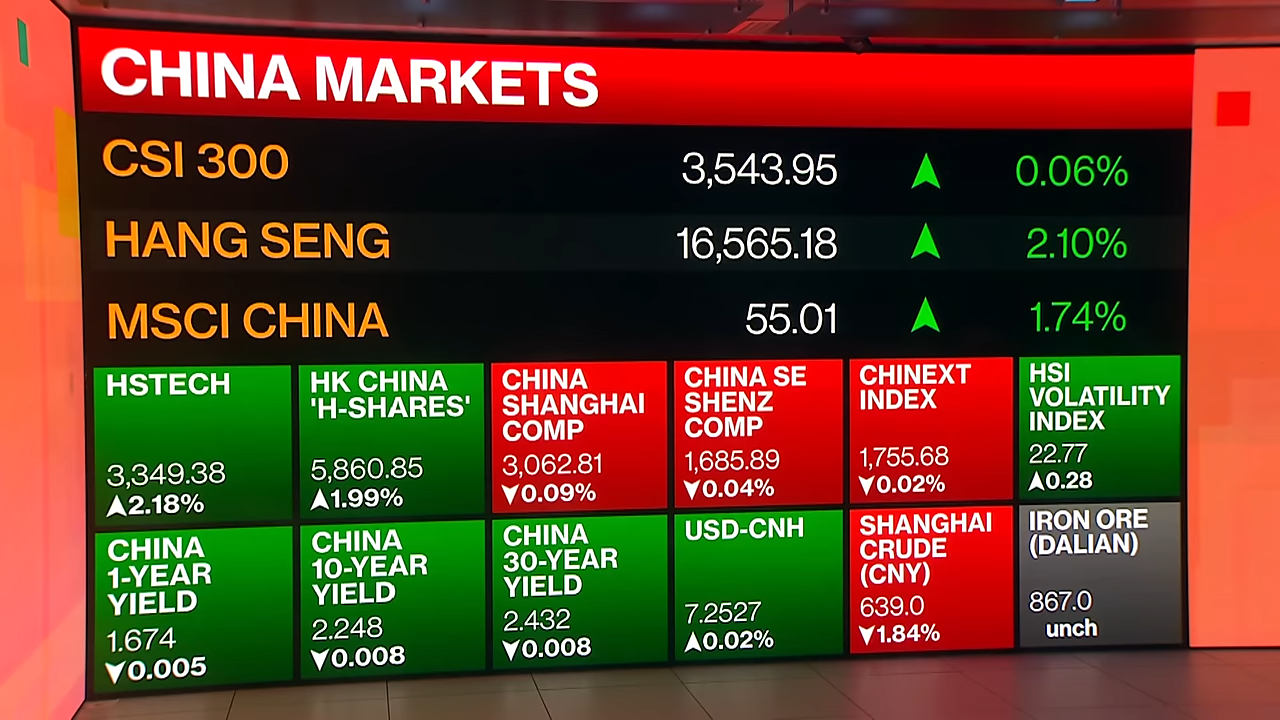 CHINA MARKETS
CSI 300 3,543.95 ▲ 0.06%
HANG SENG 16,565.18 ▲ 2.10%
MSCI CHINA 55.01 ▲ 1.74%
HSTECH
3,349.38
▲2.18%
HK CHINA
'H-SHARES'
5,860.85
▲1.99%
CHINA
SHANGHAI
COMP
3,062.81
▼0.09%
CHINA SE
SHENZ
COMP
1,685.89
▼0.04%
CHINEXT
INDEX
1,755.68
▼0.02%
HSI
VOLATILITY
INDEX
22.77
▲0.28
CHINA
1-YEAR
YIELD
1.674
▼0.005
CHINA
10-YEAR
YIELD
2.248
▼0.008
CHINA
30-YEAR
YIELD
2.432
▼0.008
USD-CNH
7.2527
▲0.02%
SHANGHAI
CRUDE
(CNY)
639.0
▼1.84%
IRON ORE
(DALIAN)
867.0
unch